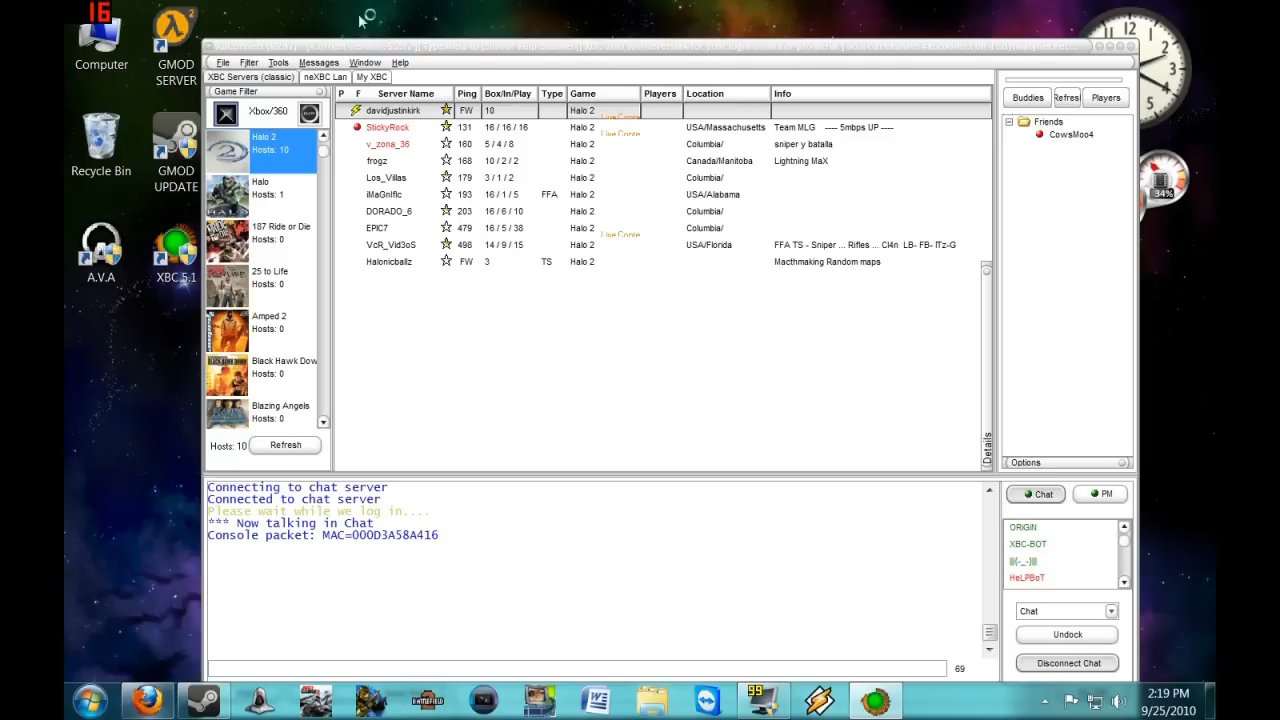 16
Computer
GMOD SERVER
Recycle Bin
GMOD UPDATE
A.V.A
XBC 5.1
File Filter Tools Messages Window Help
XBC Servers (classic) neXBC Lan My XBC
Game Filter
Xbox/360
Halo 2
Hosts: 10
Halo
Hosts: 1
187 Ride or Die
Hosts: 0
25 to Life
Hosts: 0
Amped 2
Hosts: 0
Black Hawk Dow
Hosts: 0
Blazing Angels
Hosts: 0
Hosts: 10 Refresh
P F Server Name Ping Box/In/Play Type Game Players Location Info
davidjustinkirk FW 10 Halo 2
StickyRock 131 16 / 16 / 16 Halo 2 USA/Massachusetts Team MLG ---- 5mbps UP ----
v_zona_36 160 5 / 4 / 8 Halo 2 Columbia/ sniper y batalla
frogz 168 10 / 2 / 2 Halo 2 Canada/Manitoba Lightning MaX
Los_Villas 179 3 / 1 / 2 Halo 2 Columbia/
iMaGnIfIc 193 16 / 1 / 5 FFA Halo 2 USA/Alabama
DORADO_6 203 16 / 6 / 10 Halo 2 Columbia/
EPIC7 479 16 / 5 / 38 Halo 2 Columbia/
VcR_Vid3oS 498 14 / 9 / 15 Halo 2 USA/Florida FFA TS - Sniper ... Rifles ... Cl4n LB- FB- ITz-G
Halonicballz FW 3 TS Halo 2 Macthmaking Random maps
Details
Buddies Refres Players
Friends
CowsMoo4
Options
34%
Connecting to chat server
Connected to chat server
Please wait while we log in....
*** Now talking in Chat
Console packet: MAC=000D3A58A416
69
Chat PM
ORIGiN
XBC-BOT
|||(-_-)|||
HeLPBoT
Chat
Undock
Disconnect Chat
BATTLEFIELD
99
2:19 PM
9/25/2010